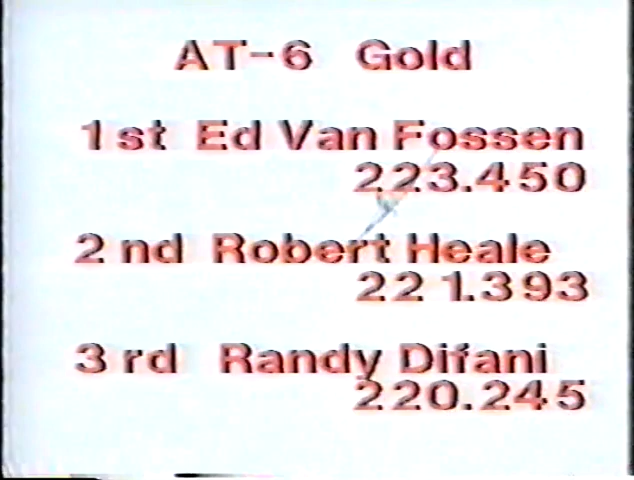 AT-6 Gold
1st Ed Van Fossen
223.450
2nd Robert Heale
221.393
3rd Randy Difani
220.245